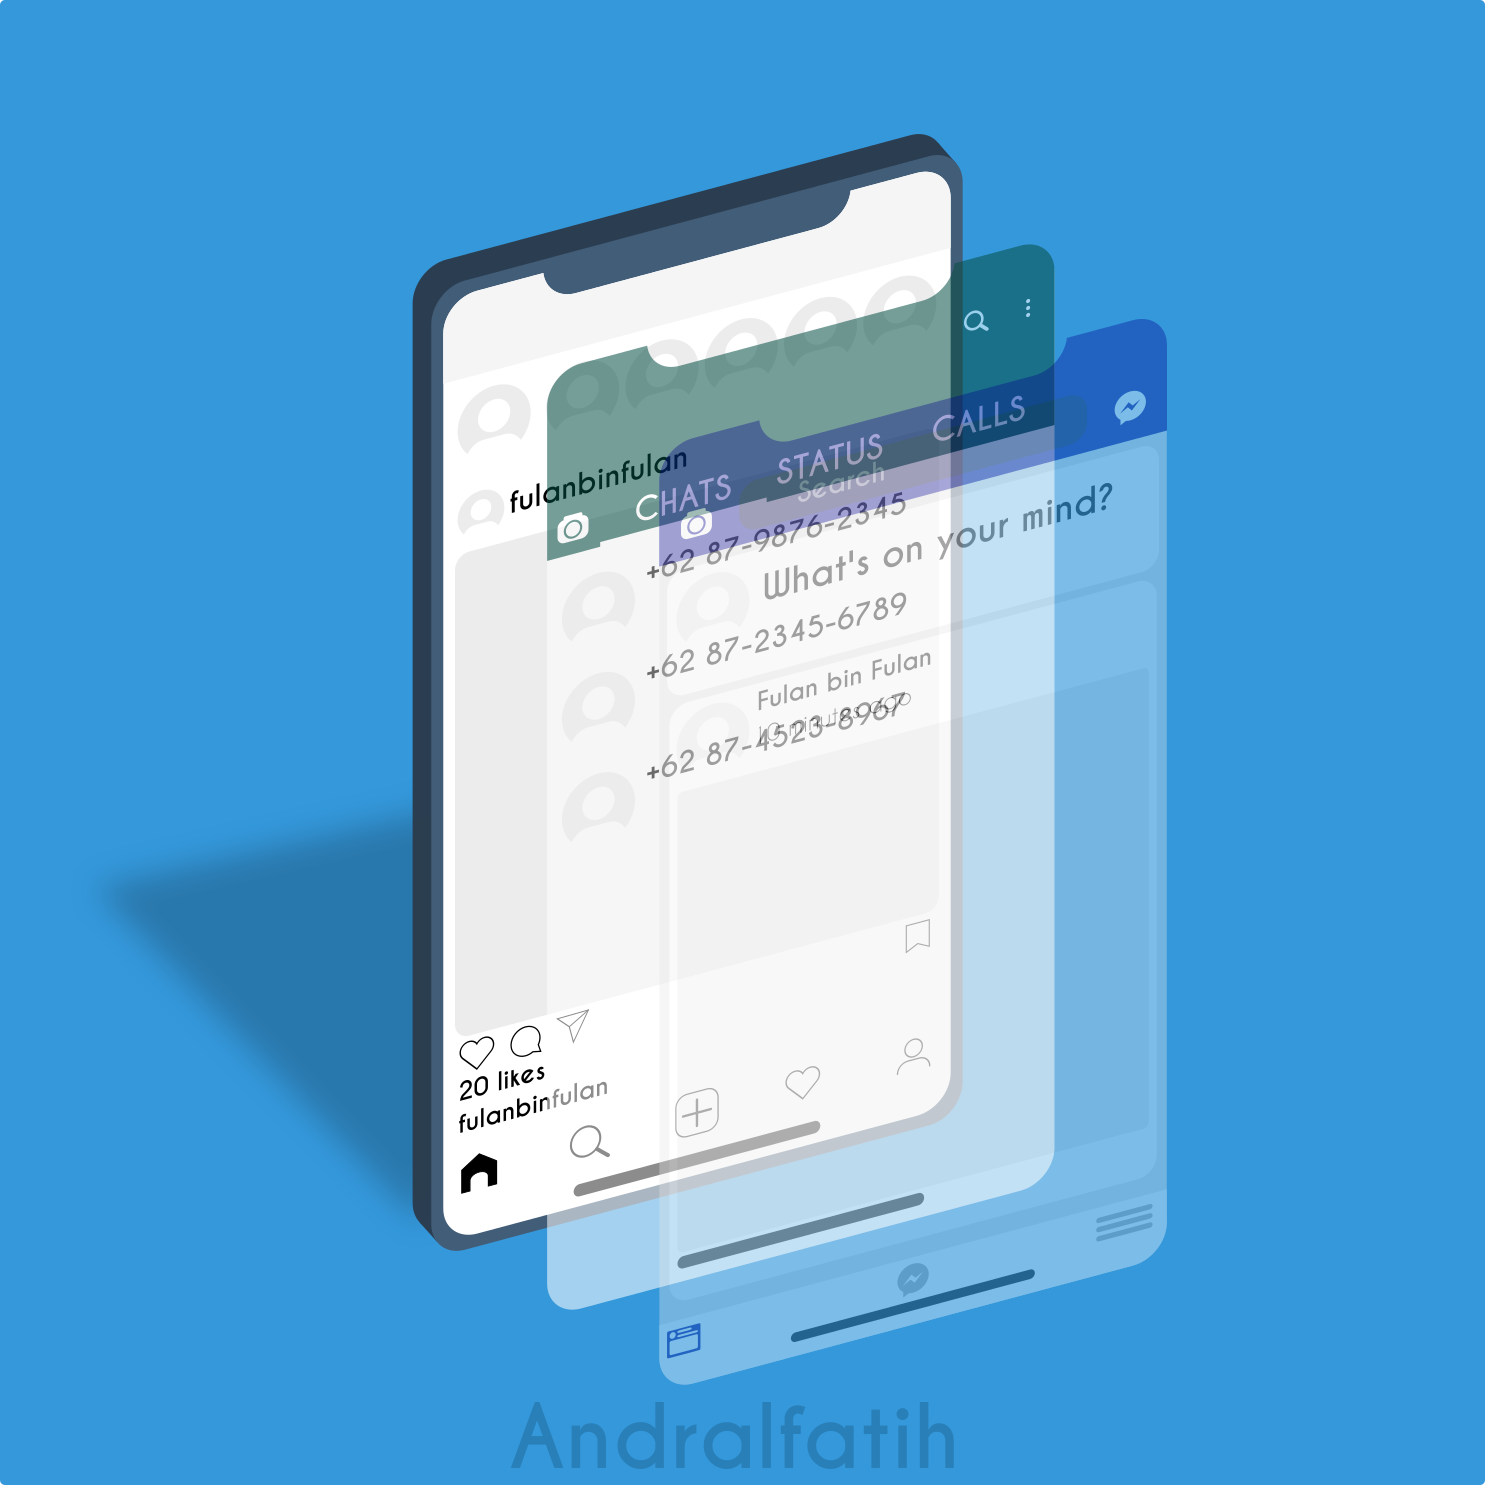 fulanbinfulan
CHATS STATUS CALLS
Search
+62 87-9876-2345
What's on your mind?
+62 87-2345-6789
Fulan bin Fulan
10 minutes ago
+62 87-4523-8967
20 likes
fulanbinfulan
Andralfatih